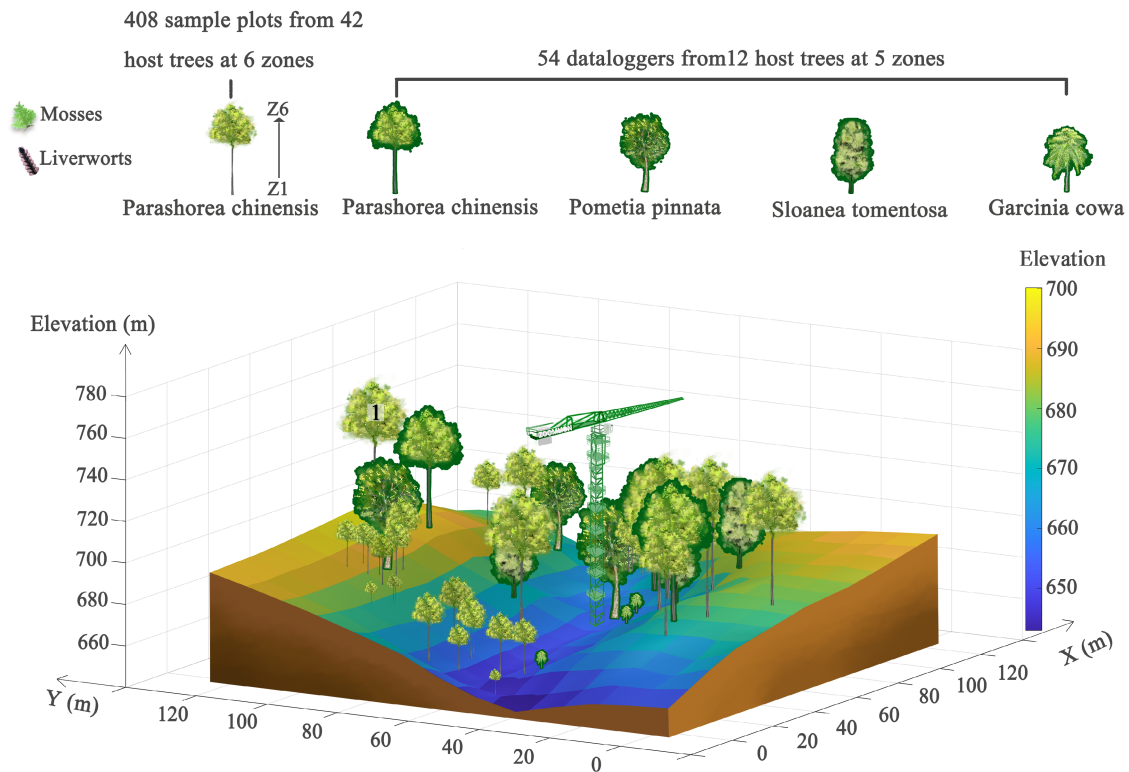 408 sample plots from 42
host trees at 6 zones
54 dataloggers from12 host trees at 5 zones
Mosses
Liverworts
Z6
Z1
Parashorea chinensis
Parashorea chinensis
Pometia pinnata
Sloanea tomentosa
Garcinia cowa
Elevation
700
690
680
670
660
650
Elevation (m)
780
760
740
720
700
680
660
1
Y (m)
120
100
80
60
40
20
0
X (m)
0
20
40
60
80
100
120